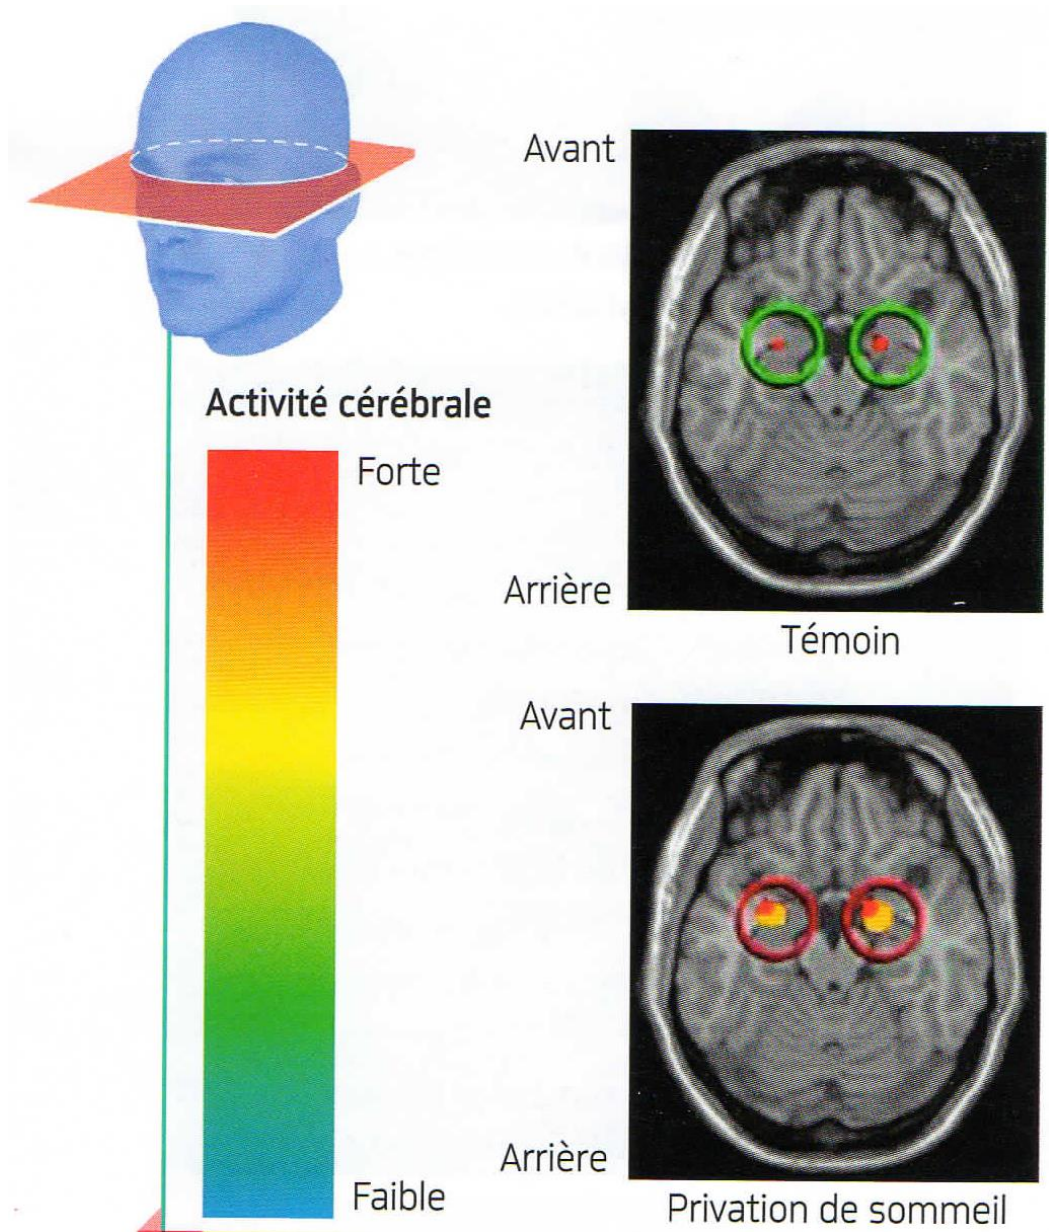 Avant
Activité cérébrale
Forte
Arrière
Témoin
Avant
Arrière
Faible
Privation de sommeil